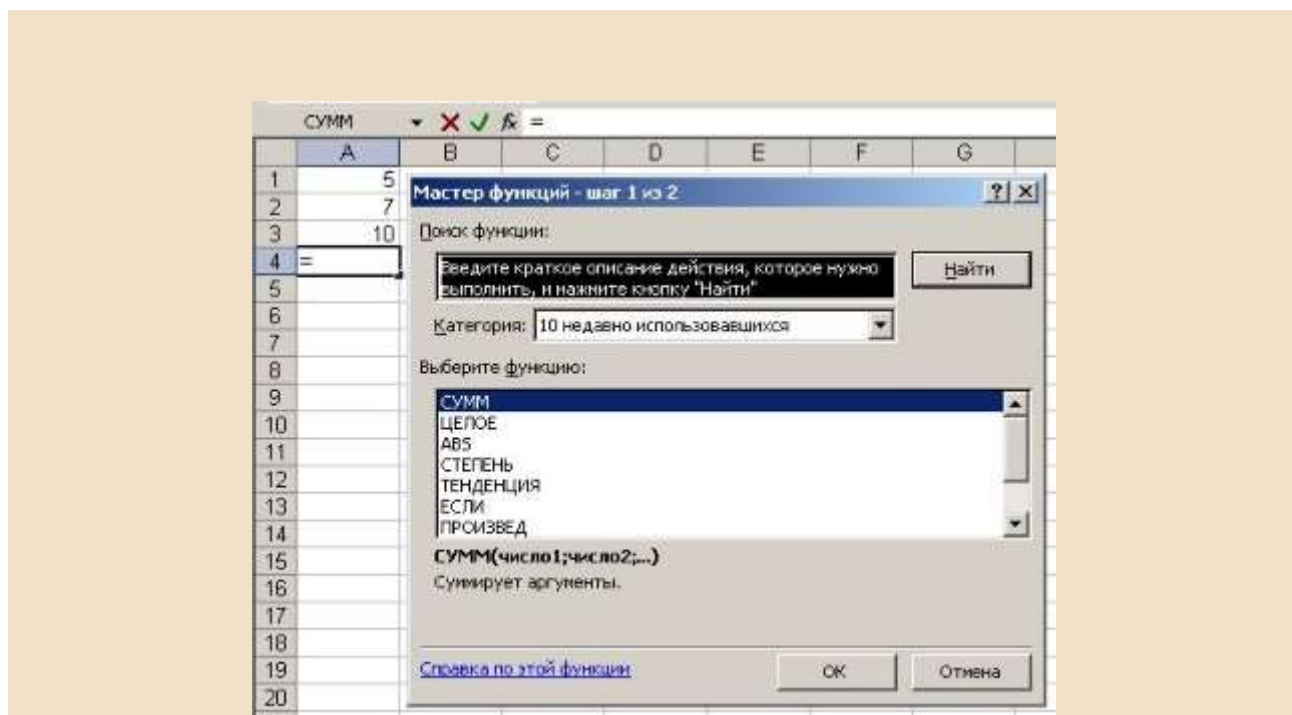 СУММ fx =
A B C D E F G
1 5
2 7
3 10
4 =
5
6
7
8
9
10
11
12
13
14
15
16
17
18
19
20
Мастер функций - шаг 1 из 2
Поиск функции:
Введите краткое описание действия, которое нужно
выполнить, и нажмите кнопку "Найти"
Найти
Категория: 10 недавно использовавшихся
Выберите функцию:
СУММ
ЦЕЛОЕ
ABS
СТЕПЕНЬ
ТЕНДЕНЦИЯ
ЕСЛИ
ПРОИЗВЕД
СУММ(число1;число2;...)
Суммирует аргументы.
Справка по этой функции
ОК Отмена